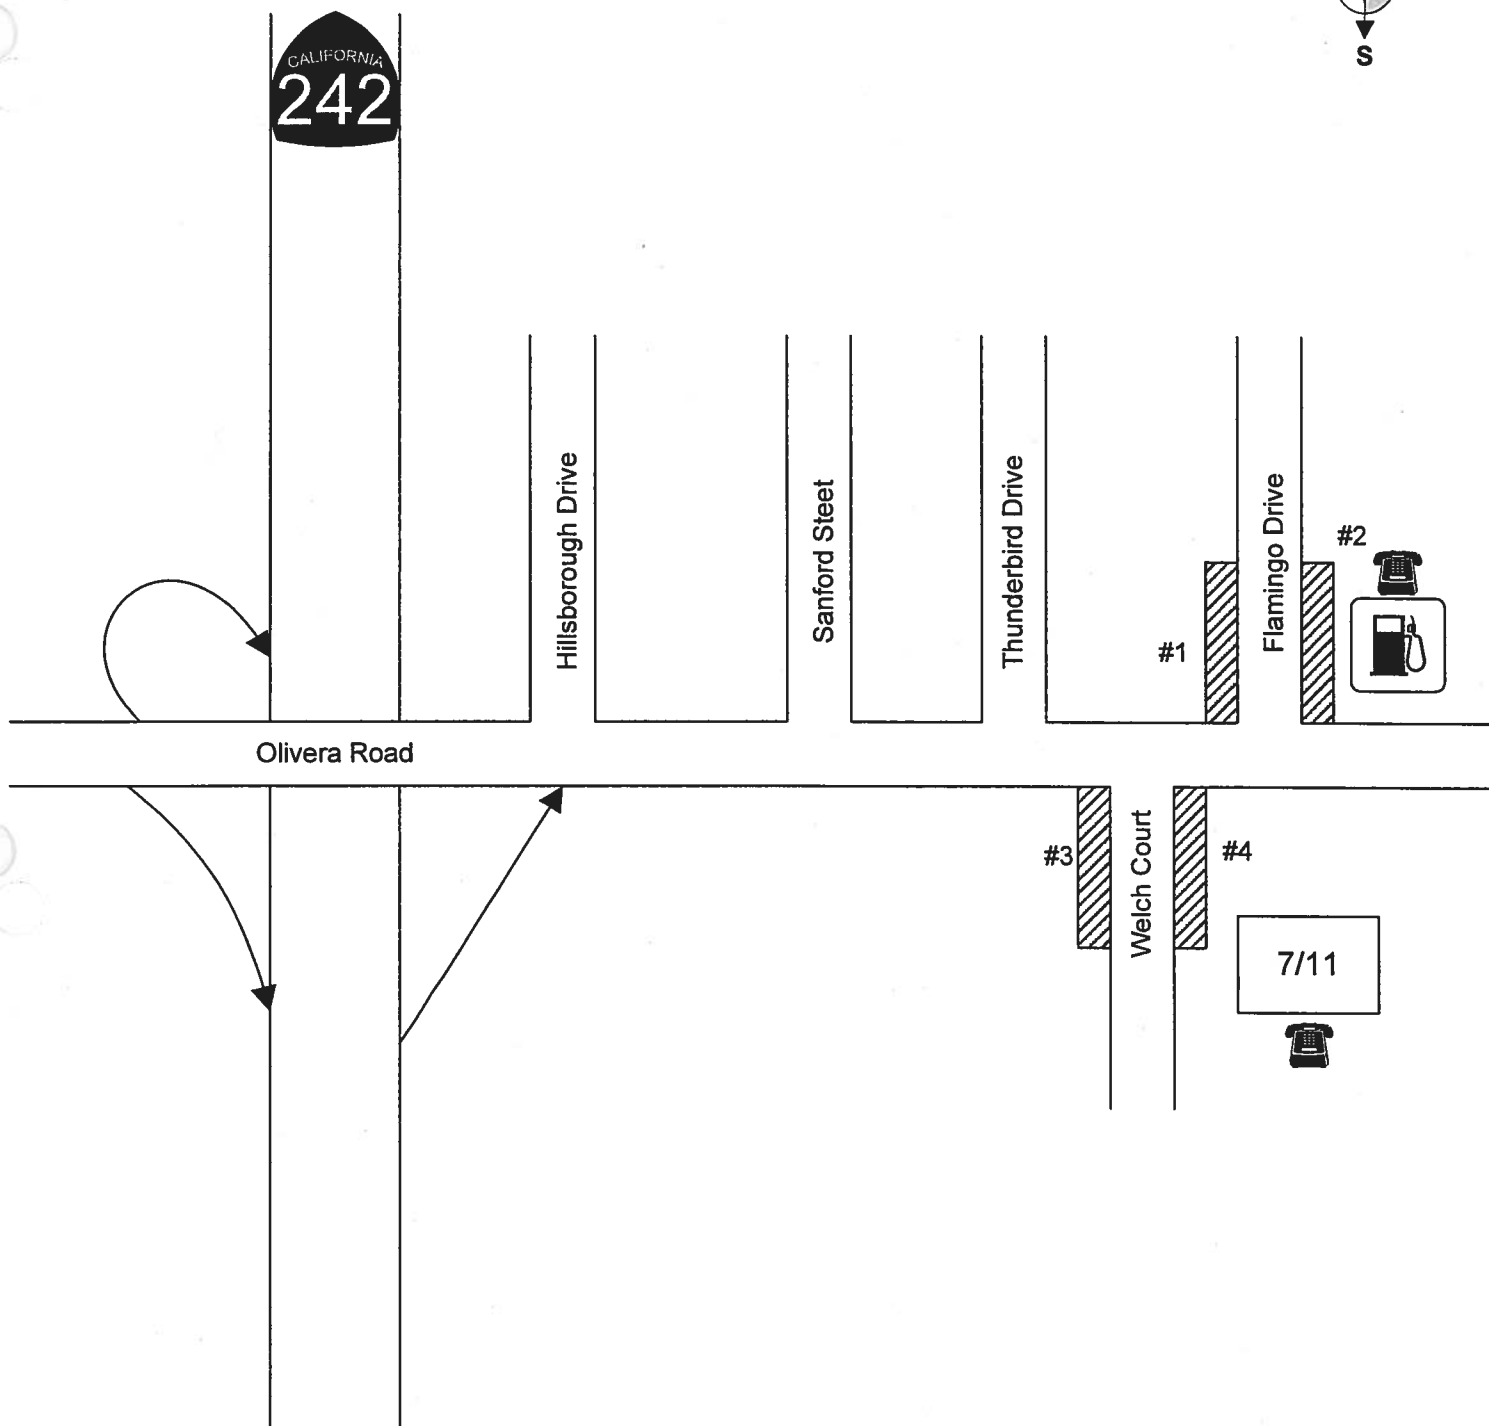 S
CALIFORNIA
242
Hillsborough Drive
Sanford Steet
Thunderbird Drive
Flamingo Drive
#2
#1
Olivera Road
#3
Welch Court
#4
7/11